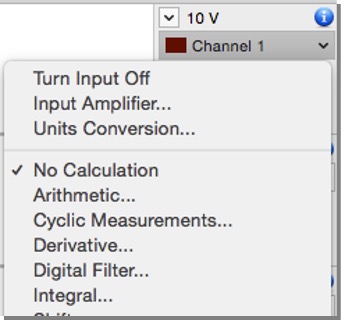 10 V
Channel 1
Turn Input Off
Input Amplifier...
Units Conversion...
No Calculation
Arithmetic...
Cyclic Measurements...
Derivative...
Digital Filter...
Integral...